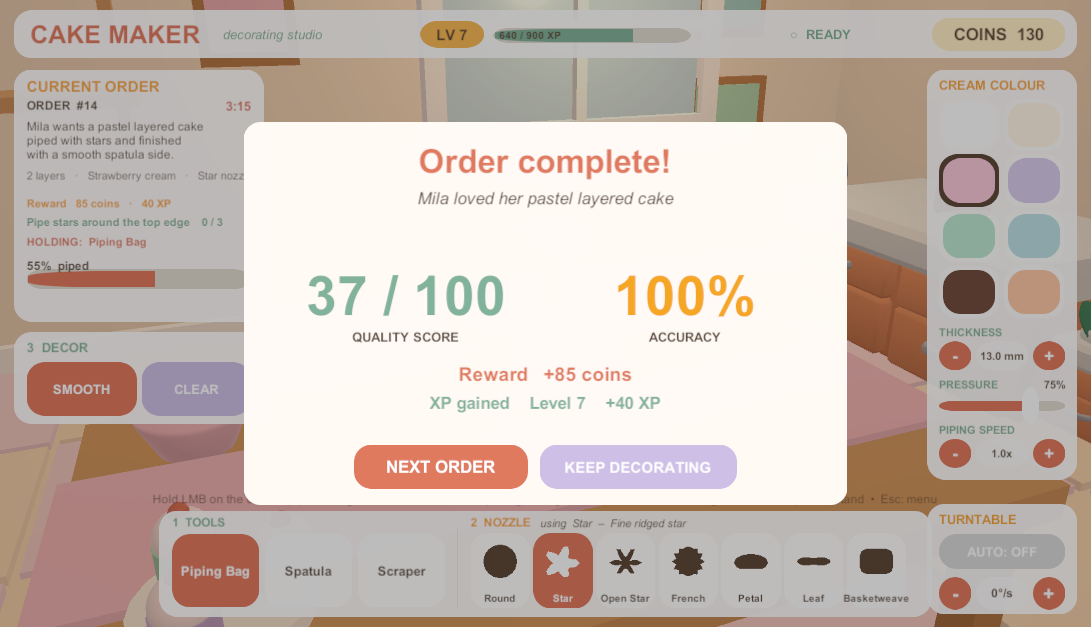 CAKE MAKER decorating studio LV 7 640 / 900 XP READY COINS 130
CURRENT ORDER
ORDER #14 3:15
Mila wants a pastel layered cake
piped with stars and finished
with a smooth spatula side.
2 layers · Strawberry cream · Star nozz
Reward 85 coins · 40 XP
Pipe stars around the top edge 0 / 3
HOLDING: Piping Bag
55% piped
3 DECOR
SMOOTH CLEAR
Order complete!
Mila loved her pastel layered cake
37 / 100 100%
QUALITY SCORE ACCURACY
Reward +85 coins
XP gained Level 7 +40 XP
NEXT ORDER KEEP DECORATING
CREAM COLOUR
THICKNESS
- 13.0 mm +
PRESSURE 75%
PIPING SPEED
- 1.0x +
Hold LMB on the • Esc: menu
1 TOOLS
Piping Bag Spatula Scraper
2 NOZZLE using Star – Fine ridged star
Round Star Open Star French Petal Leaf Basketweave
TURNTABLE
AUTO: OFF
- 0°/s +